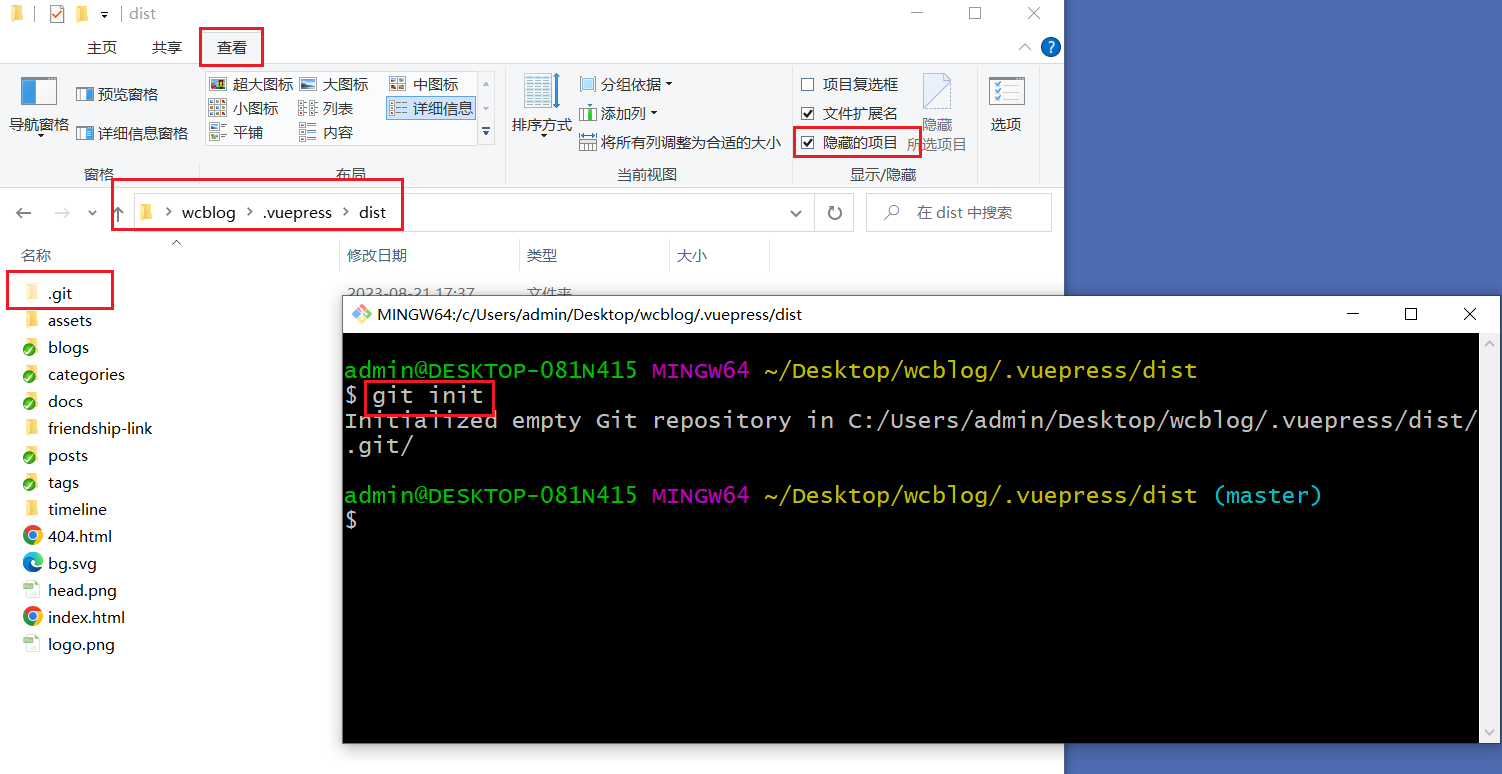 dist
主页 共享 查看
预览窗格
导航窗格
详细信息窗格
窗格
超大图标 大图标 中图标
小图标 列表 详细信息
平铺 内容
布局
排序方式
分组依据
添加列
将所有列调整为合适的大小
当前视图
项目复选框
文件扩展名
隐藏的项目
隐藏
所选项目
显示/隐藏
选项
wcblog .vuepress dist
在 dist 中搜索
名称 修改日期 类型 大小
.git 2023-08-21 17:37 文件夹
assets
blogs
categories
docs
friendship-link
posts
tags
timeline
404.html
bg.svg
head.png
index.html
logo.png
MINGW64:/c/Users/admin/Desktop/wcblog/.vuepress/dist
admin@DESKTOP-081N415 MINGW64 ~/Desktop/wcblog/.vuepress/dist
$ git init
Initialized empty Git repository in C:/Users/admin/Desktop/wcblog/.vuepress/dist/
.git/
admin@DESKTOP-081N415 MINGW64 ~/Desktop/wcblog/.vuepress/dist (master)
$